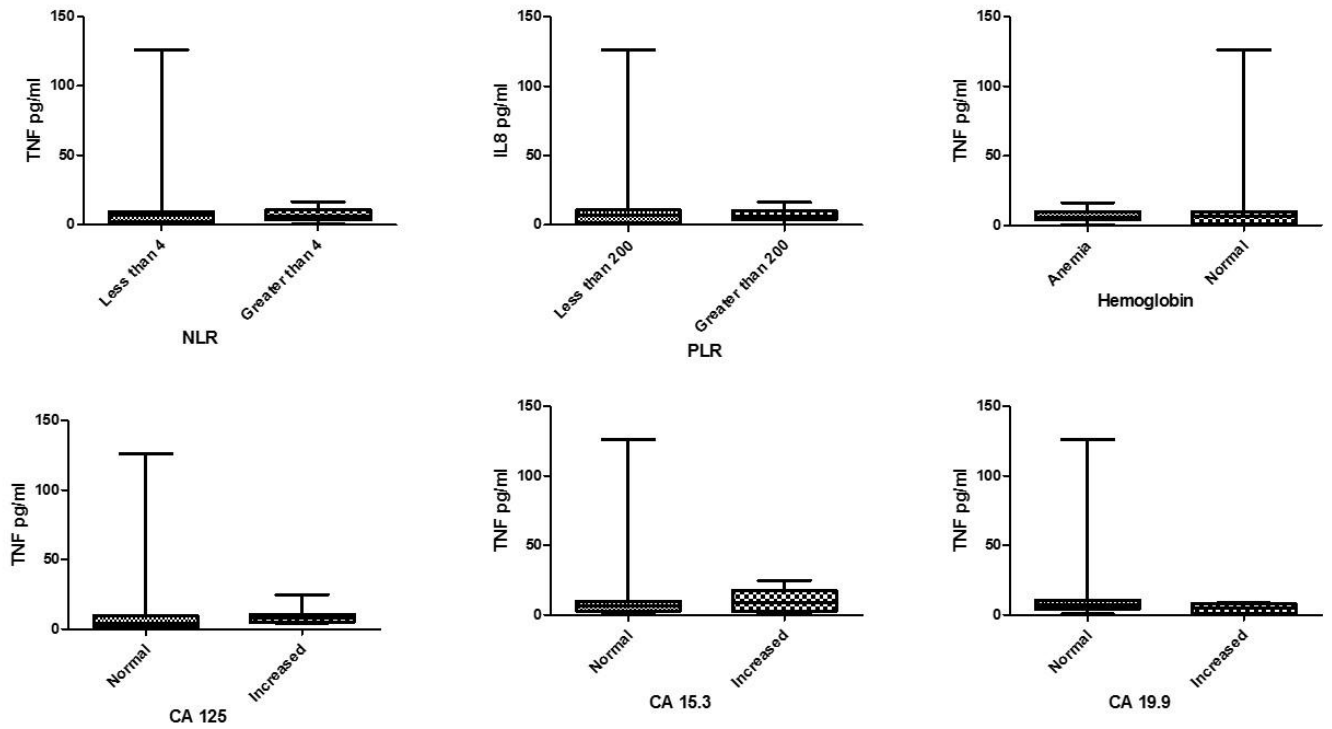 150
100
50
0
TNF pg/ml
Less than 4
Greater than 4
NLR
150
100
50
0
IL8 pg/ml
Less than 200
Greater than 200
PLR
150
100
50
0
TNF pg/ml
Anemia
Normal
Hemoglobin
150
100
50
0
TNF pg/ml
Normal
Increased
CA 125
150
100
50
0
TNF pg/ml
Normal
Increased
CA 15.3
150
100
50
0
TNF pg/ml
Normal
Increased
CA 19.9